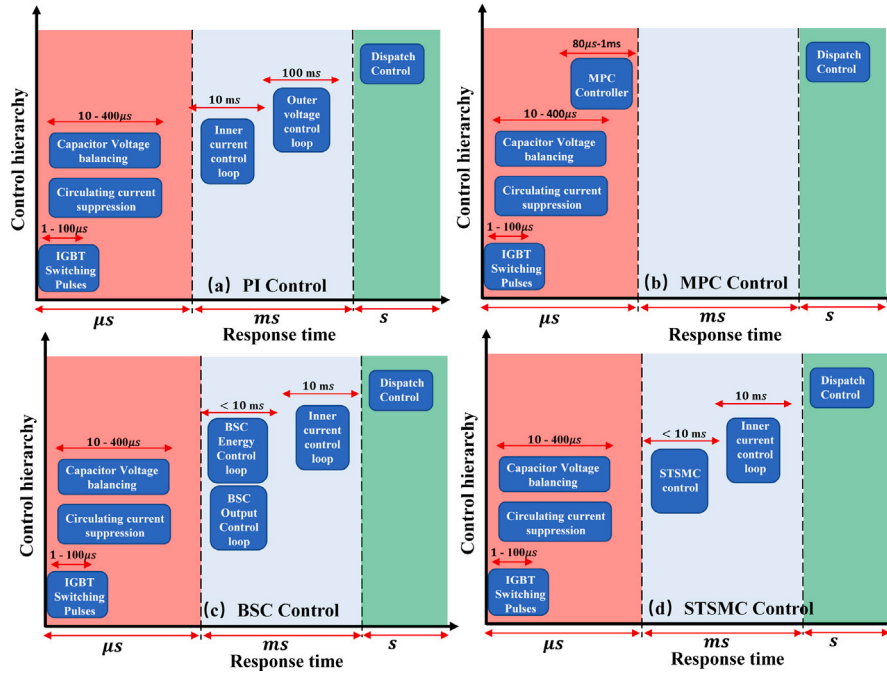 Control hierarchy
Dispatch
Control
100 ms
10 ms
Outer
voltage
control
loop
Inner
current
control
loop
10 - 400μs
Capacitor Voltage
balancing
Circulating current
suppression
1 - 100μs
IGBT
Switching
Pulses
(a) PI Control
μs
ms
s
Response time
Control hierarchy
80μs-1ms
MPC
Controller
Dispatch
Control
10 - 400μs
Capacitor Voltage
balancing
Circulating current
suppression
1 - 100μs
IGBT
Switching
Pulses
(b) MPC Control
μs
ms
s
Response time
Control hierarchy
Dispatch
Control
10 ms
< 10 ms
BSC
Energy
Control
loop
Inner
current
control
loop
10 - 400μs
Capacitor Voltage
balancing
BSC
Output
Control
loop
Circulating current
suppression
1 - 100μs
IGBT
Switching
Pulses
(c) BSC Control
μs
ms
s
Response time
Control hierarchy
Dispatch
Control
10 ms
Inner
current
control
loop
< 10 ms
STSMC
control
10 - 400μs
Capacitor Voltage
balancing
Circulating current
suppression
1 - 100μs
IGBT
Switching
Pulses
(d) STSMC Control
μs
ms
s
Response time